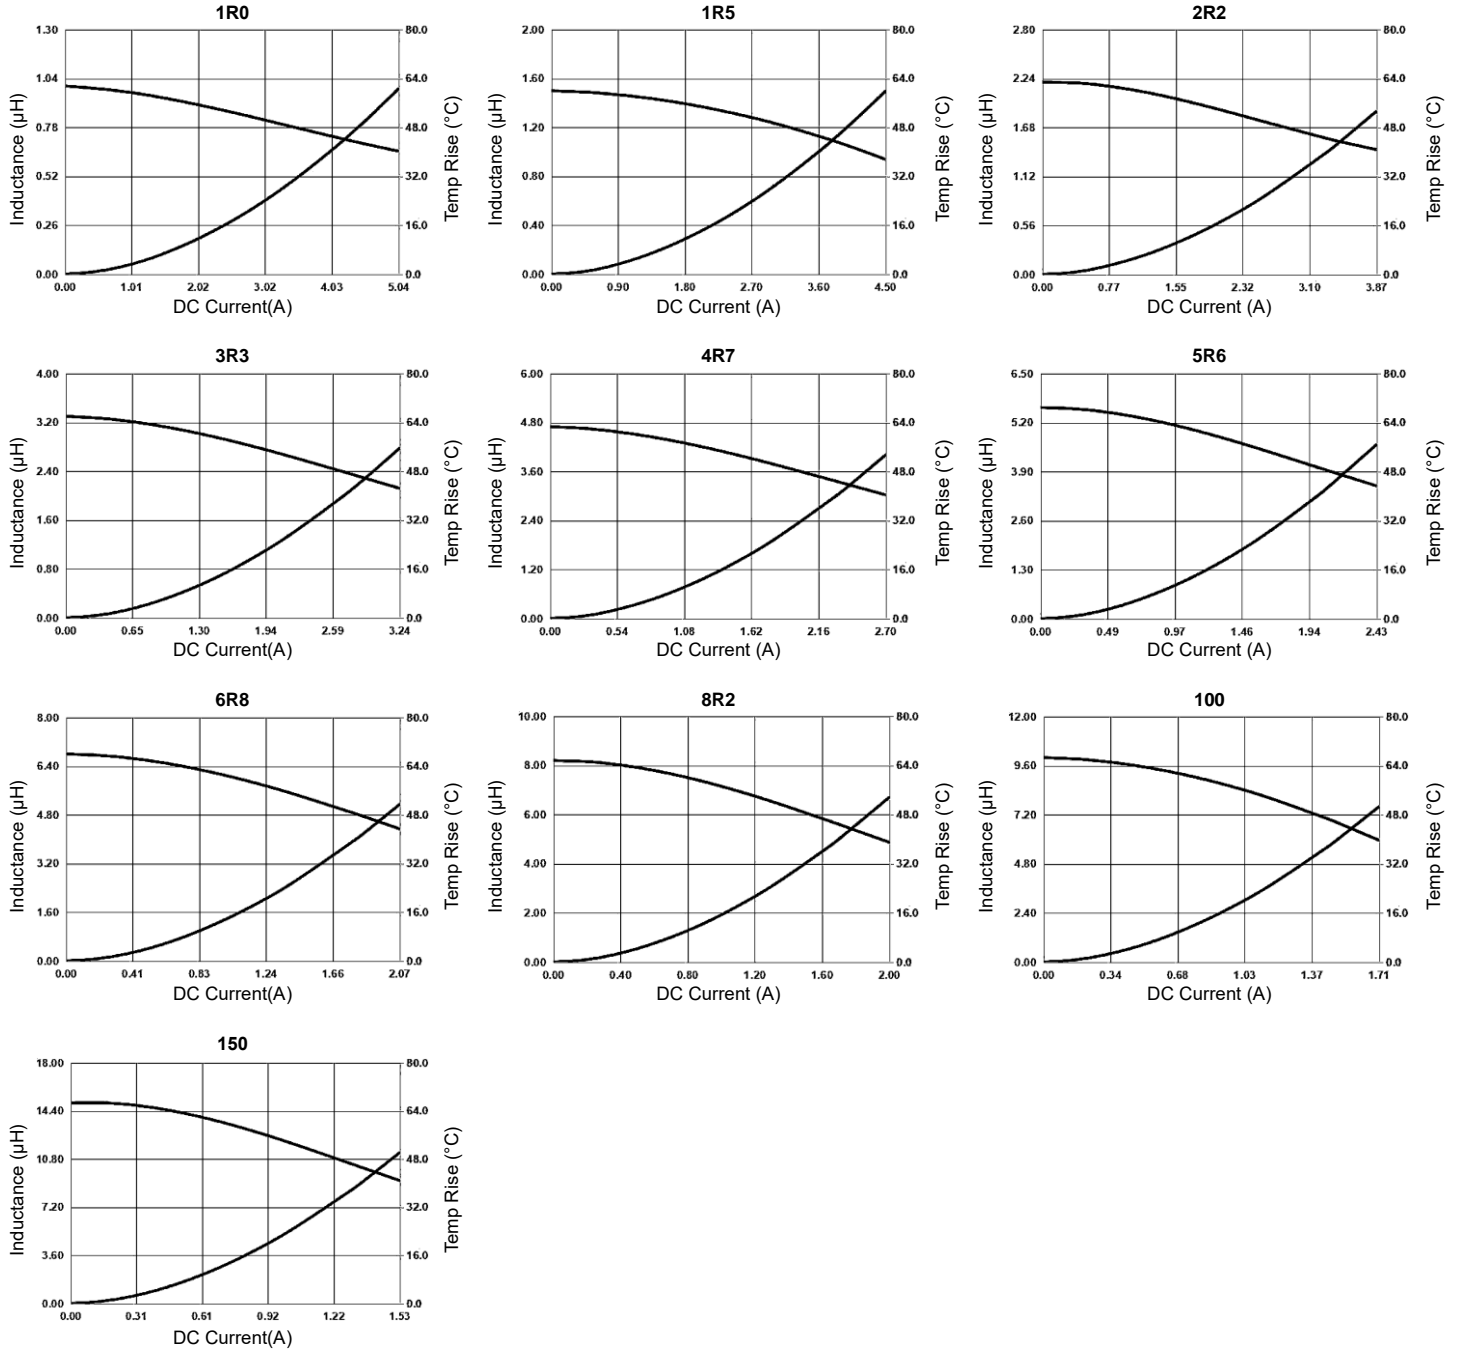 1R0
1.30
1.04
0.78
0.52
0.26
0.00
80.0
64.0
48.0
32.0
16.0
0.0
0.00 1.01 2.02 3.02 4.03 5.04
Inductance (µH)
Temp Rise (°C)
DC Current(A)
1R5
2.00
1.60
1.20
0.80
0.40
0.00
80.0
64.0
48.0
32.0
16.0
0.0
0.00 0.90 1.80 2.70 3.60 4.50
Inductance (µH)
Temp Rise (°C)
DC Current (A)
2R2
2.80
2.24
1.68
1.12
0.56
0.00
80.0
64.0
48.0
32.0
16.0
0.0
0.00 0.77 1.55 2.32 3.10 3.87
Inductance (µH)
Temp Rise (°C)
DC Current (A)
3R3
4.00
3.20
2.40
1.60
0.80
0.00
80.0
64.0
48.0
32.0
16.0
0.0
0.00 0.65 1.30 1.94 2.59 3.24
Inductance (µH)
Temp Rise (°C)
DC Current(A)
4R7
6.00
4.80
3.60
2.40
1.20
0.00
80.0
64.0
48.0
32.0
16.0
0.0
0.00 0.54 1.08 1.62 2.16 2.70
Inductance (µH)
Temp Rise (°C)
DC Current (A)
5R6
6.50
5.20
3.90
2.60
1.30
0.00
80.0
64.0
48.0
32.0
16.0
0.0
0.00 0.49 0.97 1.46 1.94 2.43
Inductance (µH)
Temp Rise (°C)
DC Current (A)
6R8
8.00
6.40
4.80
3.20
1.60
0.00
80.0
64.0
48.0
32.0
16.0
0.0
0.00 0.41 0.83 1.24 1.66 2.07
Inductance (µH)
Temp Rise (°C)
DC Current(A)
8R2
10.00
8.00
6.00
4.00
2.00
0.00
80.0
64.0
48.0
32.0
16.0
0.0
0.00 0.40 0.80 1.20 1.60 2.00
Inductance (µH)
Temp Rise (°C)
DC Current (A)
100
12.00
9.60
7.20
4.80
2.40
0.00
80.0
64.0
48.0
32.0
16.0
0.0
0.00 0.34 0.68 1.03 1.37 1.71
Inductance (µH)
Temp Rise (°C)
DC Current (A)
150
18.00
14.40
10.80
7.20
3.60
0.00
80.0
64.0
48.0
32.0
16.0
0.0
0.00 0.31 0.61 0.92 1.22 1.53
Inductance (µH)
Temp Rise (°C)
DC Current(A)